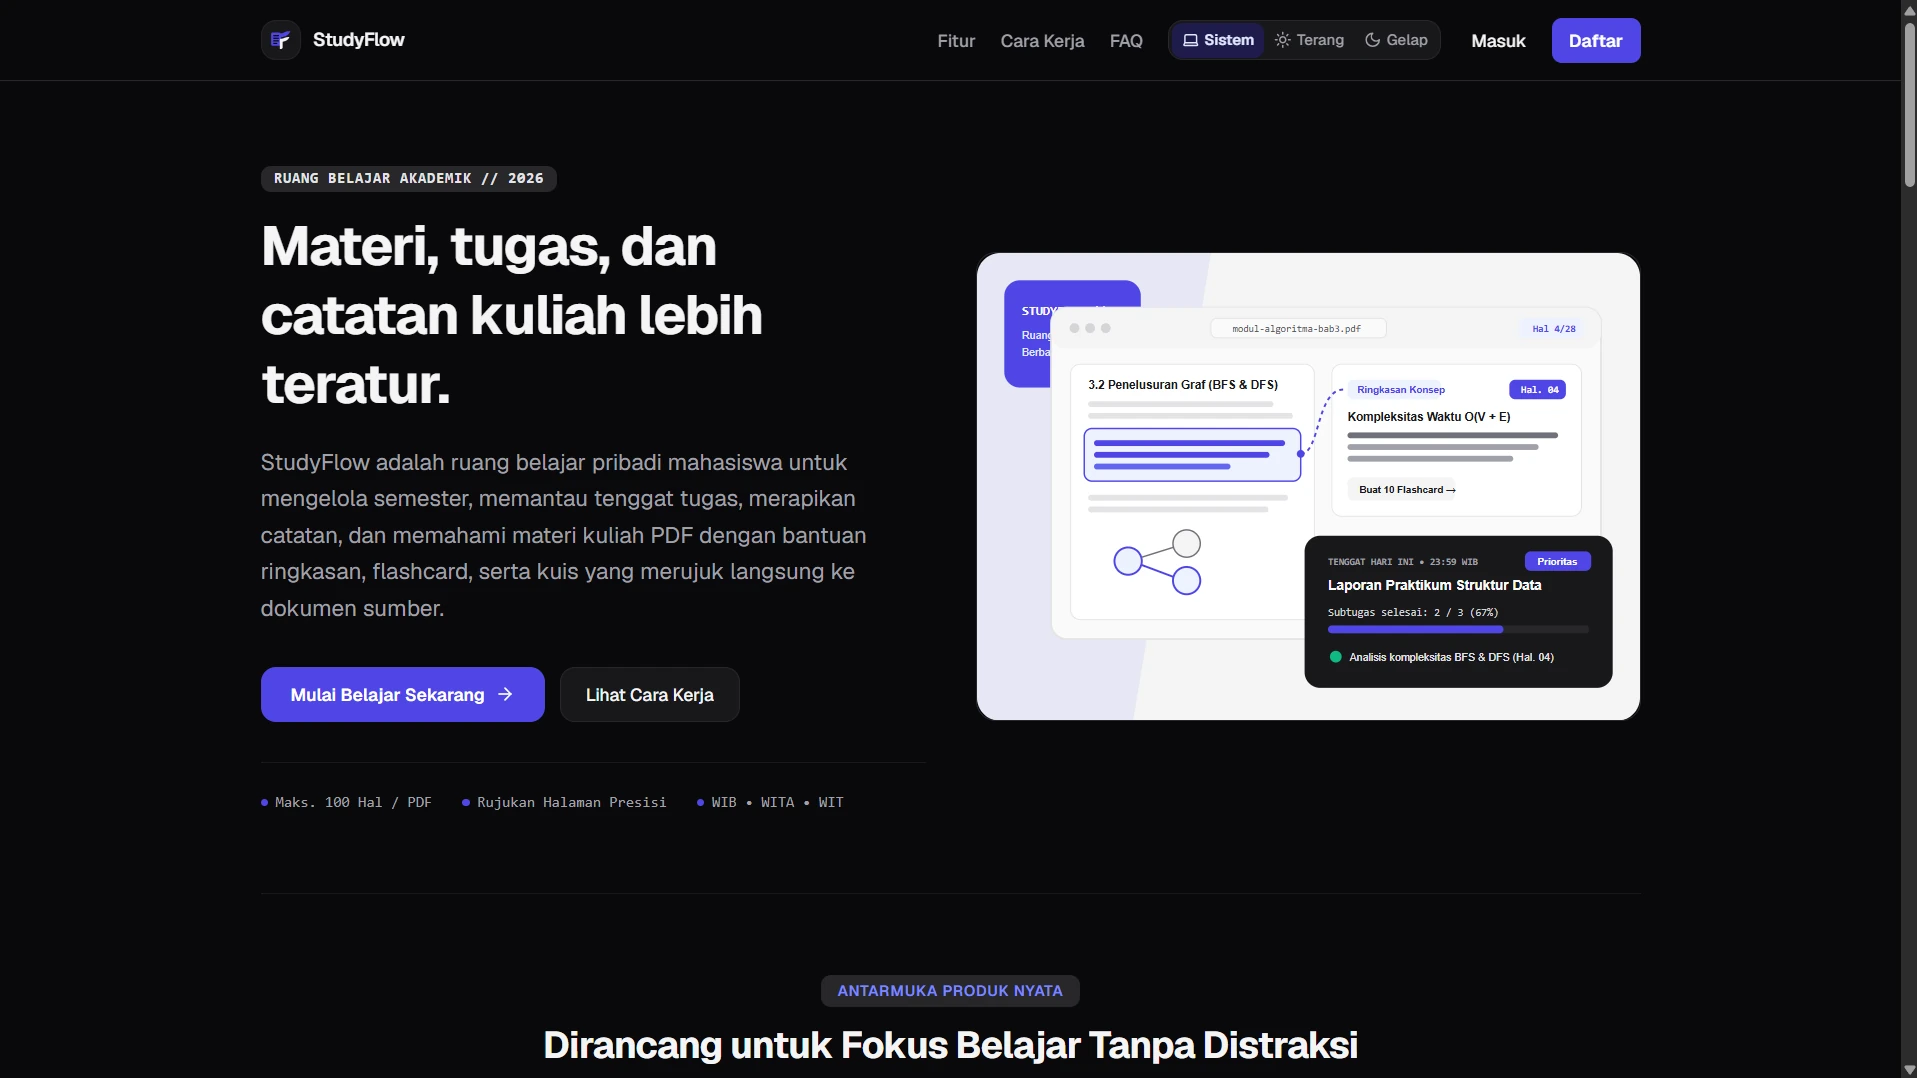 StudyFlow
Fitur
Cara Kerja
FAQ
Sistem
Terang
Gelap
Masuk
Daftar
RUANG BELAJAR AKADEMIK // 2026
Materi, tugas, dan
catatan kuliah lebih
teratur.
StudyFlow adalah ruang belajar pribadi mahasiswa untuk
mengelola semester, memantau tenggat tugas, merapikan
catatan, dan memahami materi kuliah PDF dengan bantuan
ringkasan, flashcard, serta kuis yang merujuk langsung ke
dokumen sumber.
Mulai Belajar Sekarang →
Lihat Cara Kerja
Maks. 100 Hal / PDF
Rujukan Halaman Presisi
WIB • WITA • WIT
modul-algoritma-bab3.pdf
Hal 4/28
3.2 Penelusuran Graf (BFS & DFS)
Ringkasan Konsep
Hal. 04
Kompleksitas Waktu O(V + E)
Buat 10 Flashcard →
TENGGAT HARI INI • 23:59 WIB
Prioritas
Laporan Praktikum Struktur Data
Subtugas selesai: 2 / 3 (67%)
Analisis kompleksitas BFS & DFS (Hal. 04)
ANTARMUKA PRODUK NYATA
Dirancang untuk Fokus Belajar Tanpa Distraksi